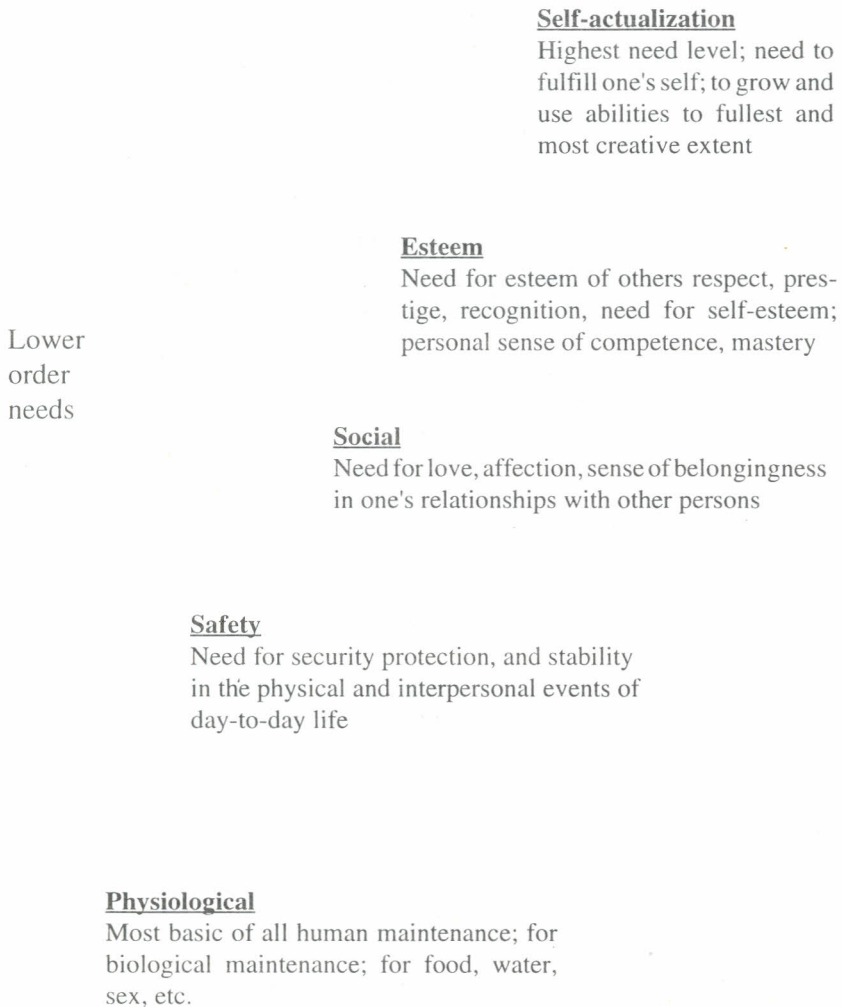 Self-actualization
Highest need level; need to
fulfill one's self; to grow and
use abilities to fullest and
most creative extent
Esteem
Need for esteem of others respect, pres-
tige, recognition, need for self-esteem;
personal sense of competence, mastery
Lower
order
needs
Social
Need for love, affection, sense of belongingness
in one's relationships with other persons
Safety
Need for security protection, and stability
in the physical and interpersonal events of
day-to-day life
Physiological
Most basic of all human maintenance; for
biological maintenance; for food, water,
sex, etc.